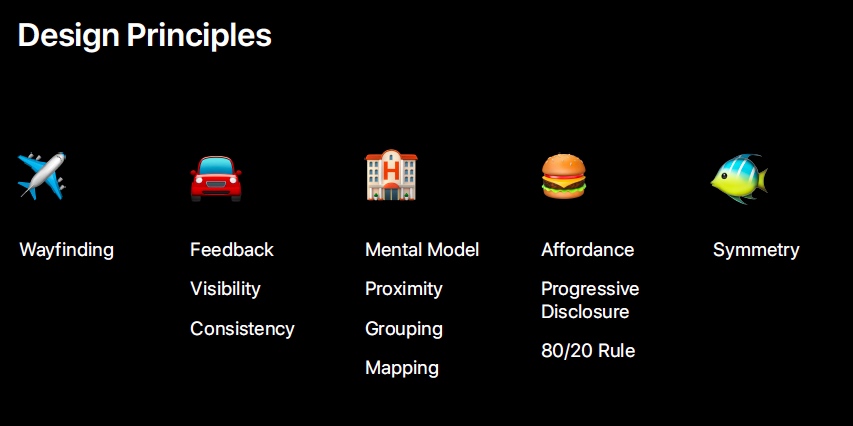 Design Principles
Wayfinding
Feedback
Visibility
Consistency
H
Mental Model
Proximity
Grouping
Mapping
Affordance
Progressive
Disclosure
80/20 Rule
Symmetry